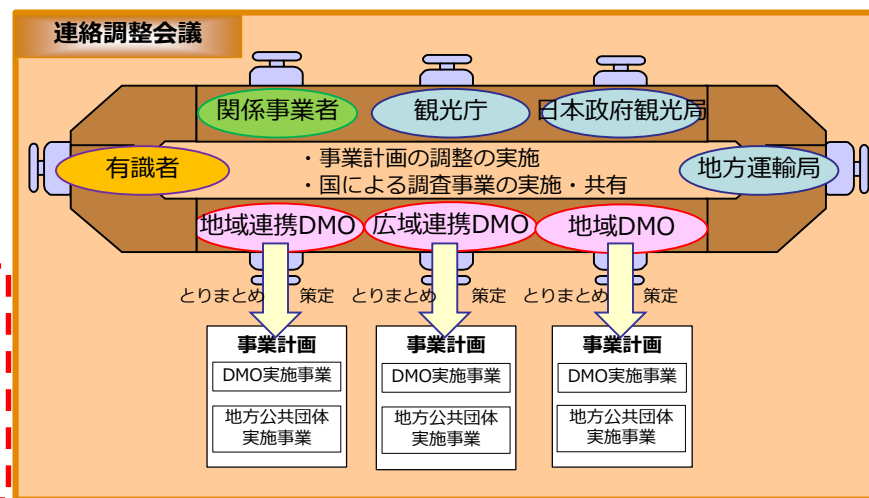 連絡調整会議
関係事業者
観光庁
日本政府観光局
有識者
・事業計画の調整の実施
・国による調査事業の実施・共有
地方運輸局
地域連携DMO
広域連携DMO
地域DMO
とりまとめ 策定
とりまとめ 策定
とりまとめ 策定
事業計画
DMO実施事業
地方公共団体
実施事業
事業計画
DMO実施事業
地方公共団体
実施事業
事業計画
DMO実施事業
地方公共団体
実施事業